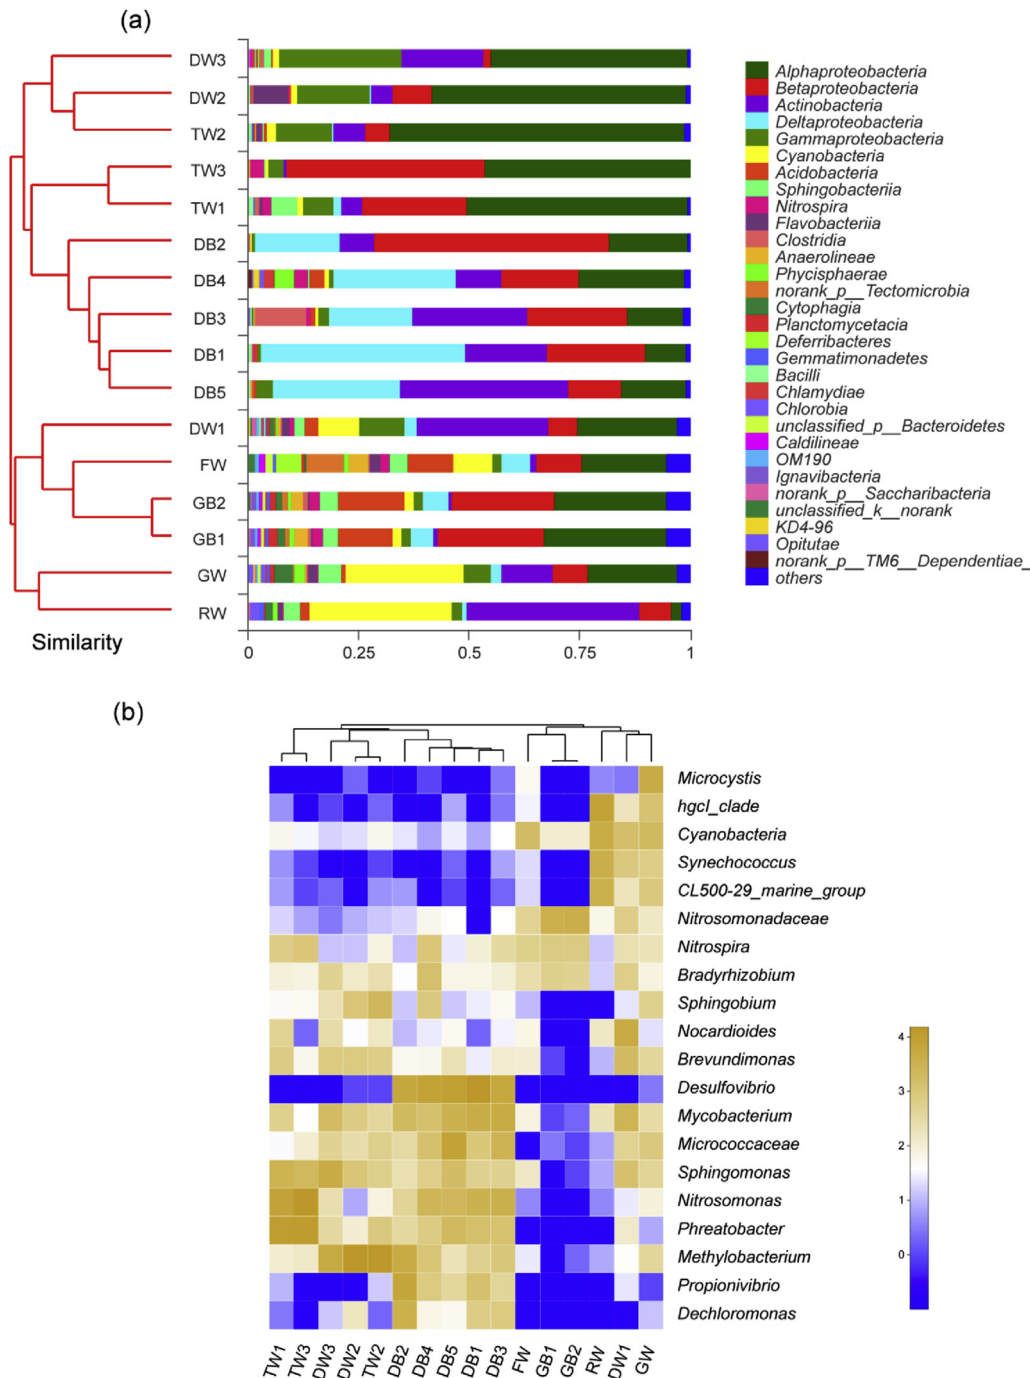 (a)
DW3
DW2
TW2
TW3
TW1
DB2
DB4
DB3
DB1
DB5
DW1
FW
GB2
GB1
GW
RW
Similarity
0 0.25 0.5 0.75 1
Alphaproteobacteria
Betaproteobacteria
Actinobacteria
Deltaproteobacteria
Gammaproteobacteria
Cyanobacteria
Acidobacteria
Sphingobacteriia
Nitrospira
Flavobacteriia
Clostridia
Anaerolineae
Phycisphaerae
norank_p__Tectomicrobia
Cytophagia
Planctomycetacia
Deferribacteres
Gemmatimonadetes
Bacilli
Chlamydiae
Chlorobia
unclassified_p__Bacteroidetes
Caldilineae
OM190
Ignavibacteria
norank_p__Saccharibacteria
unclassified_k__norank
KD4-96
Opitutae
norank_p__TM6__Dependentiae_
others
(b)
Microcystis
hgcl_clade
Cyanobacteria
Synechococcus
CL500-29_marine_group
Nitrosomonadaceae
Nitrospira
Bradyrhizobium
Sphingobium
Nocardioides
Brevundimonas
Desulfovibrio
Mycobacterium
Micrococcaceae
Sphingomonas
Nitrosomonas
Phreatobacter
Methylobacterium
Propionivibrio
Dechloromonas
TW1 TW3 DW3 DW2 TW2 DB2 DB4 DB5 DB1 DB3 FW GB1 GB2 RW DW1 GW
4
3
2
1
0